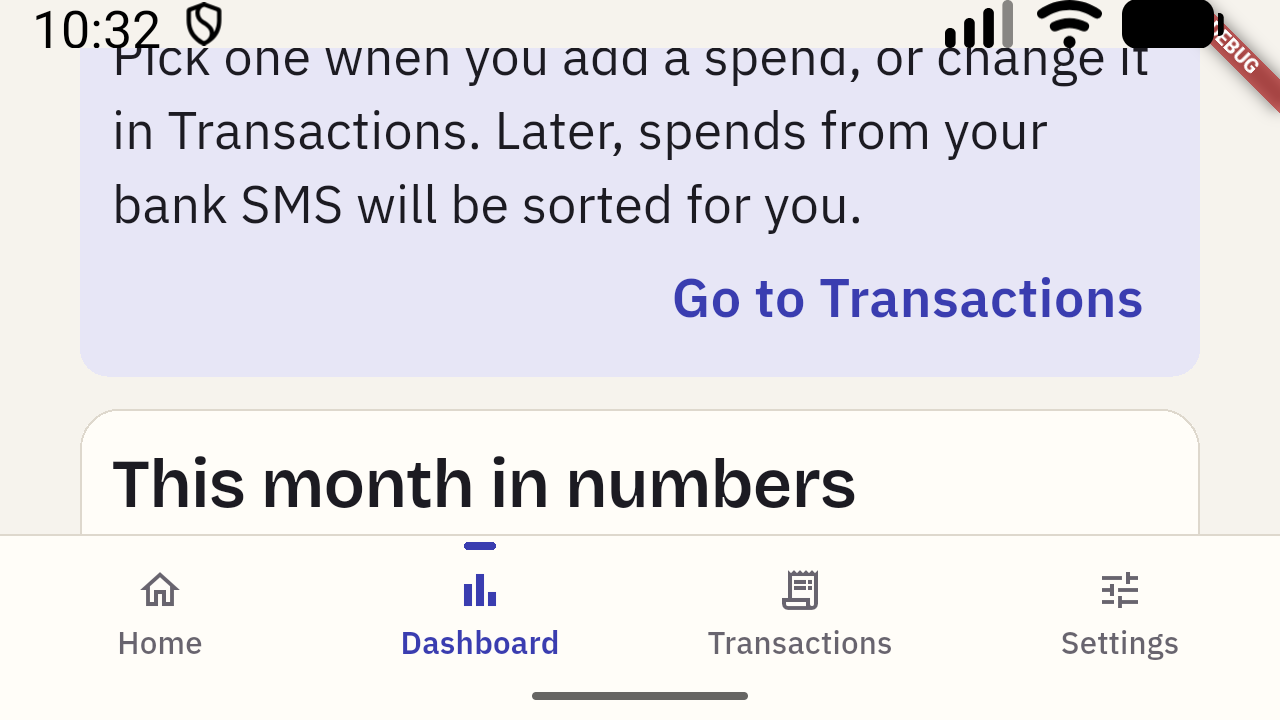 10:32
DEBUG
Pick one when you add a spend, or change it
in Transactions. Later, spends from your
bank SMS will be sorted for you.
Go to Transactions
This month in numbers
Home
Dashboard
Transactions
Settings